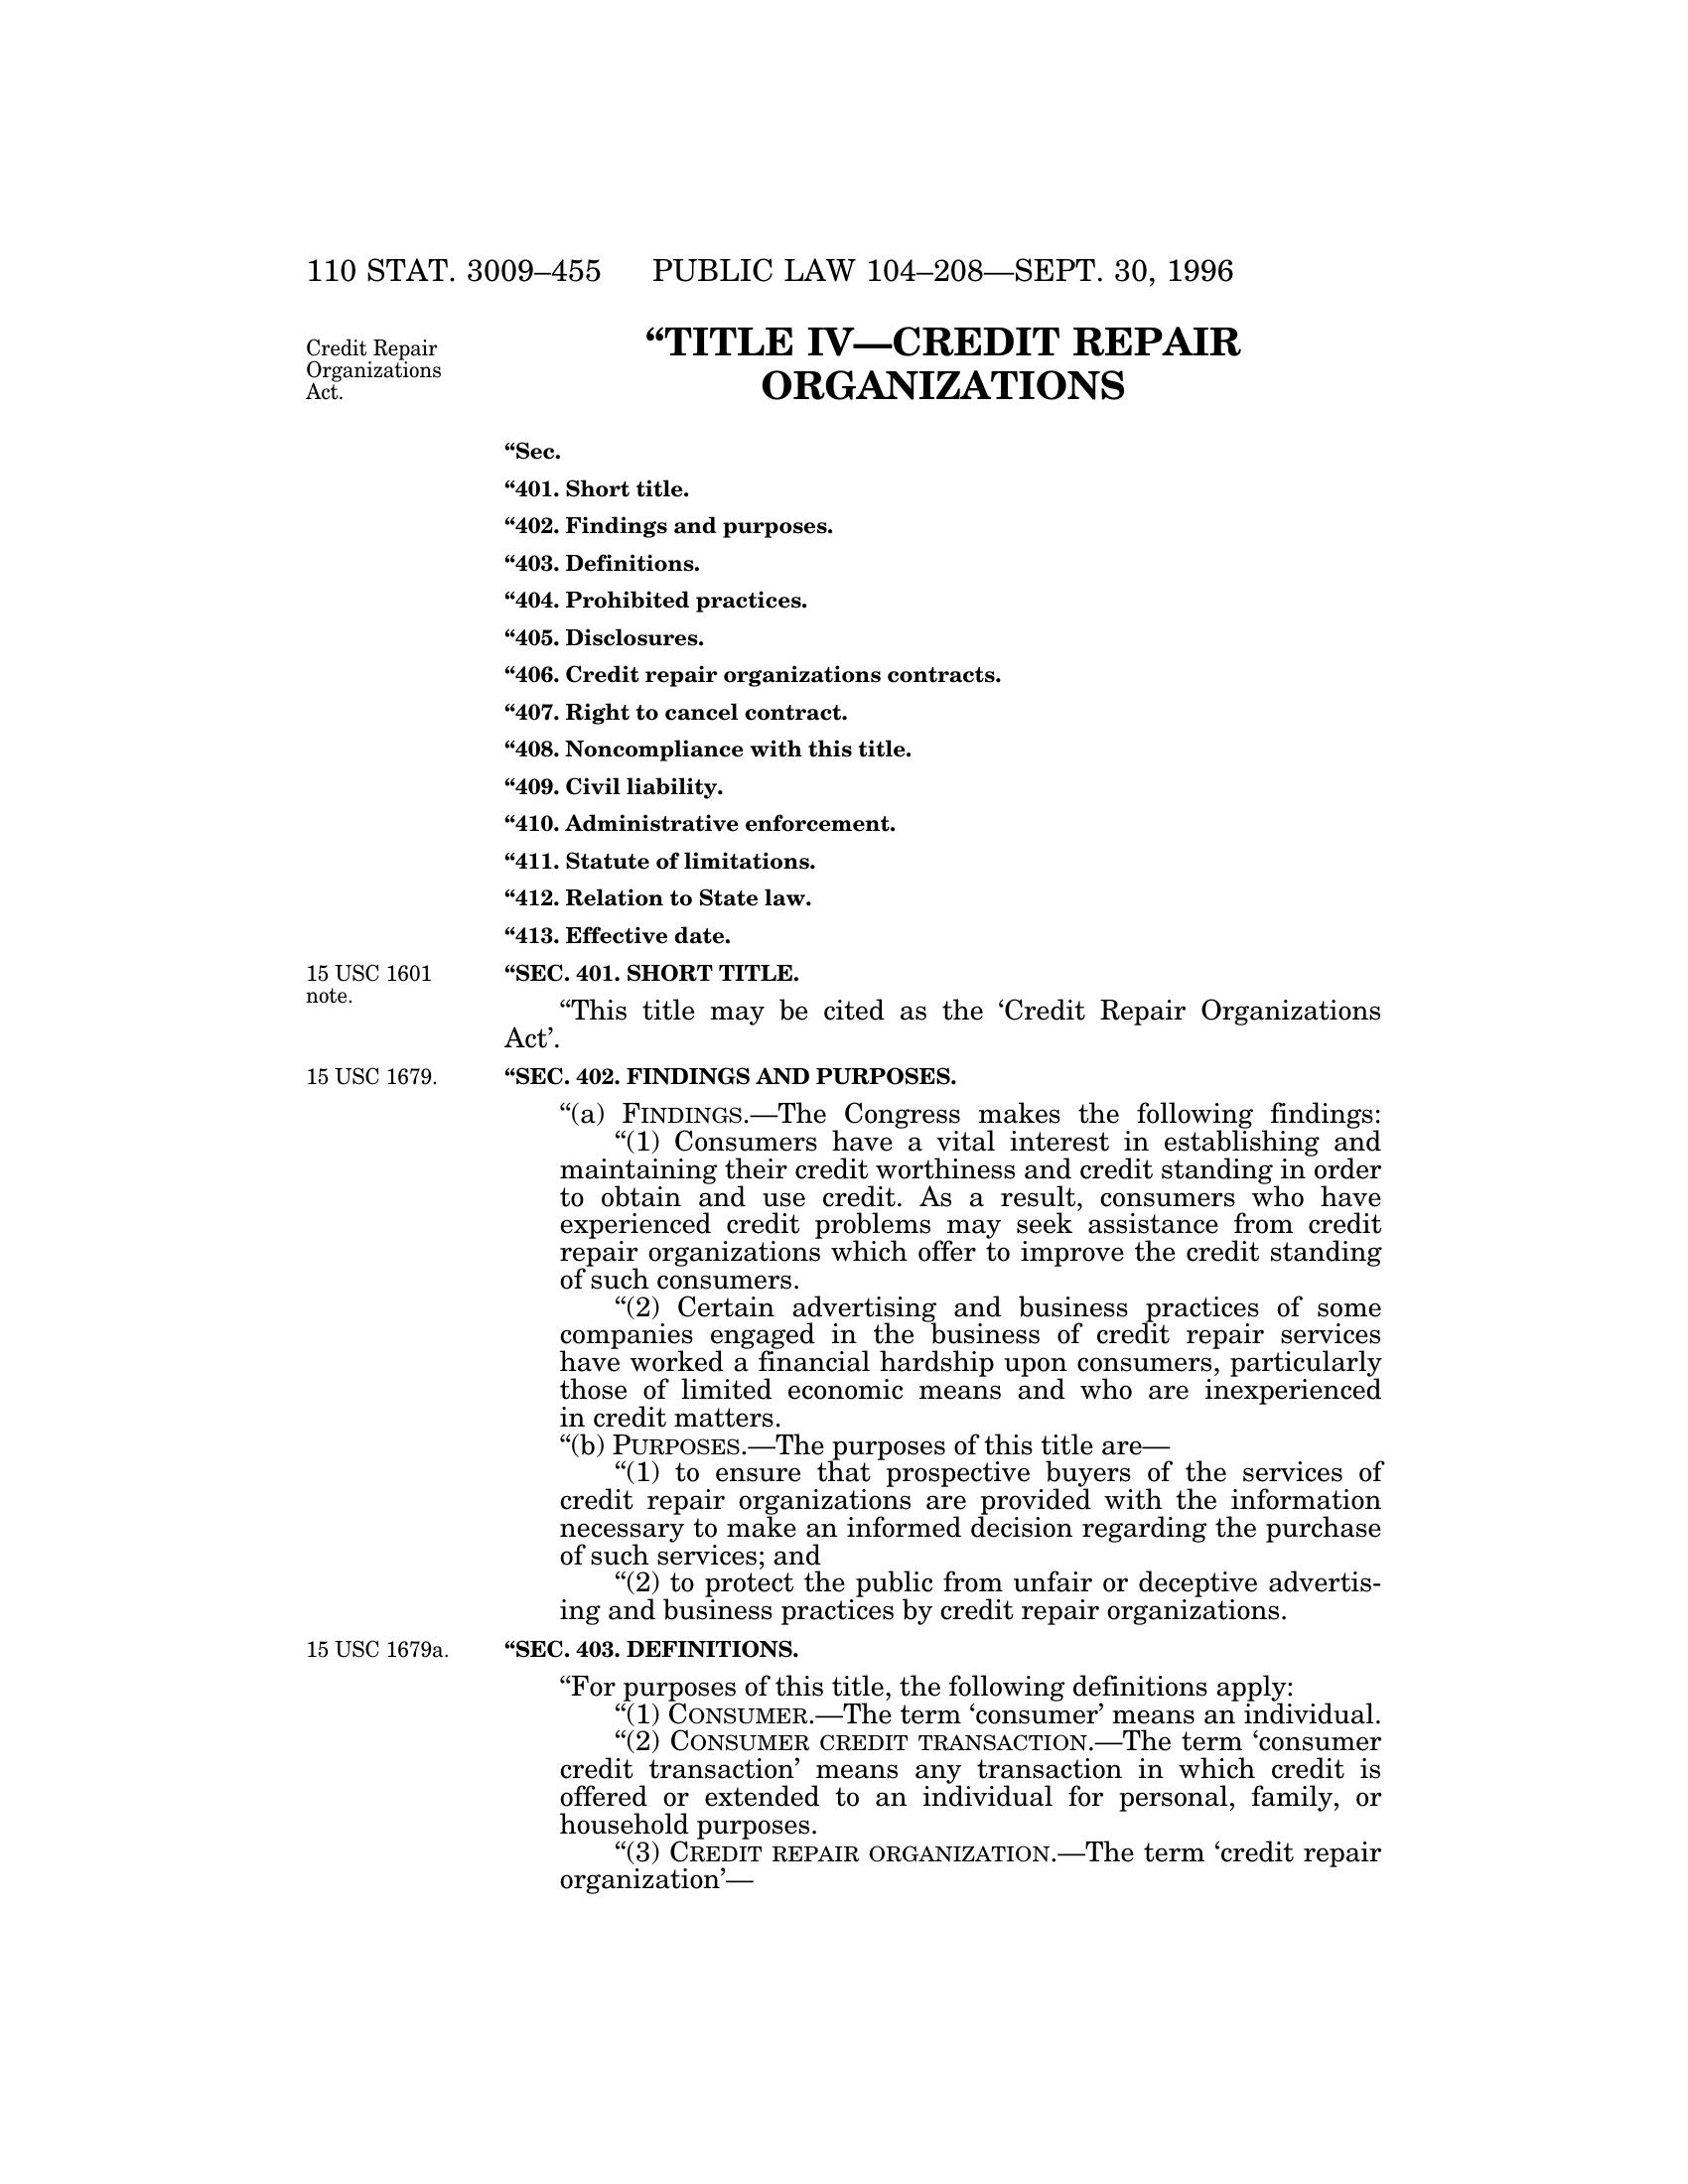 110 STAT. 3009–455 PUBLIC LAW 104–208—SEPT. 30, 1996
Credit Repair
Organizations
Act.
“TITLE IV—CREDIT REPAIR
ORGANIZATIONS
“Sec.
“401. Short title.
“402. Findings and purposes.
“403. Definitions.
“404. Prohibited practices.
“405. Disclosures.
“406. Credit repair organizations contracts.
“407. Right to cancel contract.
“408. Noncompliance with this title.
“409. Civil liability.
“410. Administrative enforcement.
“411. Statute of limitations.
“412. Relation to State law.
“413. Effective date.
15 USC 1601
note.
“SEC. 401. SHORT TITLE.
“This title may be cited as the ‘Credit Repair Organizations
Act’.
15 USC 1679.
“SEC. 402. FINDINGS AND PURPOSES.
“(a) FINDINGS.—The Congress makes the following findings:
“(1) Consumers have a vital interest in establishing and
maintaining their credit worthiness and credit standing in order
to obtain and use credit. As a result, consumers who have
experienced credit problems may seek assistance from credit
repair organizations which offer to improve the credit standing
of such consumers.
“(2) Certain advertising and business practices of some
companies engaged in the business of credit repair services
have worked a financial hardship upon consumers, particularly
those of limited economic means and who are inexperienced
in credit matters.
“(b) PURPOSES.—The purposes of this title are—
“(1) to ensure that prospective buyers of the services of
credit repair organizations are provided with the information
necessary to make an informed decision regarding the purchase
of such services; and
“(2) to protect the public from unfair or deceptive advertis-
ing and business practices by credit repair organizations.
15 USC 1679a.
“SEC. 403. DEFINITIONS.
“For purposes of this title, the following definitions apply:
“(1) CONSUMER.—The term ‘consumer’ means an individual.
“(2) CONSUMER CREDIT TRANSACTION.—The term ‘consumer
credit transaction’ means any transaction in which credit is
offered or extended to an individual for personal, family, or
household purposes.
“(3) CREDIT REPAIR ORGANIZATION.—The term ‘credit repair
organization’—